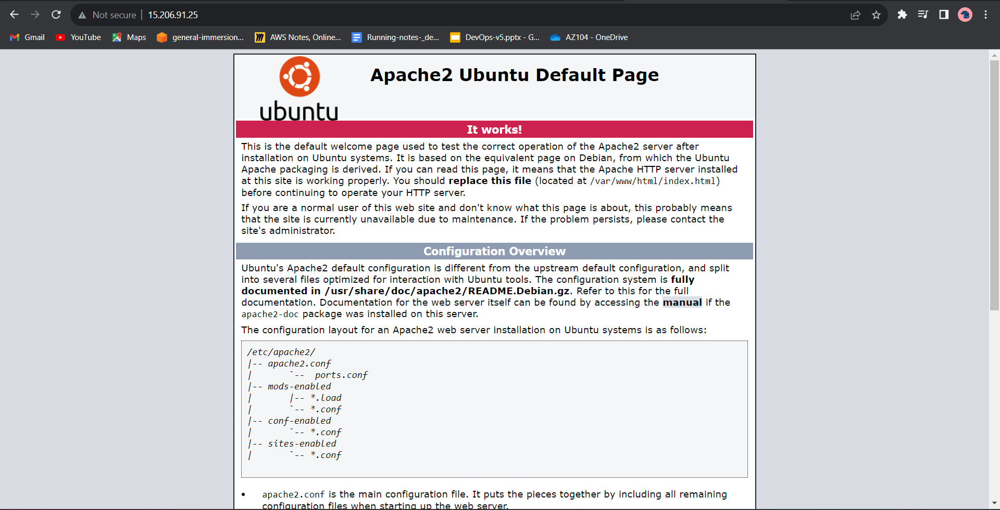 Not secure | 15.206.91.25
Gmail YouTube Maps general-immersion... AWS Notes, Online... Running-notes-_de... DevOps-v5.pptx - G... AZ104 - OneDrive
ubuntu
Apache2 Ubuntu Default Page
It works!
This is the default welcome page used to test the correct operation of the Apache2 server after
installation on Ubuntu systems. It is based on the equivalent page on Debian, from which the Ubuntu
Apache packaging is derived. If you can read this page, it means that the Apache HTTP server installed
at this site is working properly. You should replace this file (located at /var/www/html/index.html)
before continuing to operate your HTTP server.
If you are a normal user of this web site and don't know what this page is about, this probably means
that the site is currently unavailable due to maintenance. If the problem persists, please contact the
site's administrator.
Configuration Overview
Ubuntu's Apache2 default configuration is different from the upstream default configuration, and split
into several files optimized for interaction with Ubuntu tools. The configuration system is fully
documented in /usr/share/doc/apache2/README.Debian.gz. Refer to this for the full
documentation. Documentation for the web server itself can be found by accessing the manual if the
apache2-doc package was installed on this server.
The configuration layout for an Apache2 web server installation on Ubuntu systems is as follows:
/etc/apache2/
|-- apache2.conf
|       `--  ports.conf
|-- mods-enabled
|       |-- *.load
|       `-- *.conf
|-- conf-enabled
|       `-- *.conf
|-- sites-enabled
|       `-- *.conf
• apache2.conf is the main configuration file. It puts the pieces together by including all remaining
configuration files when starting up the web server.